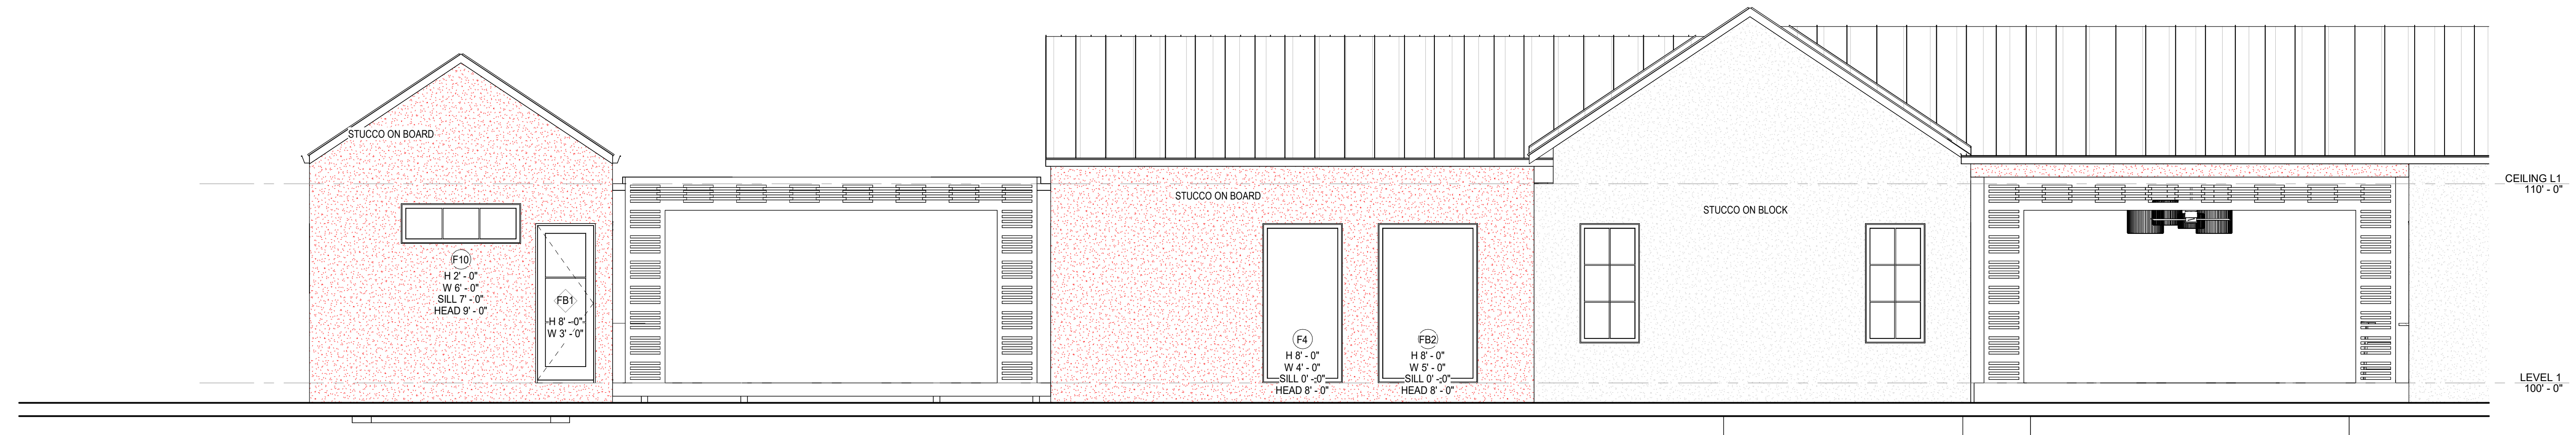 STUCCO ON BOARD
F10
H 2' - 0"
W 6' - 0"
SILL 7' - 0"
HEAD 9' - 0"
FB1
H 8' - 0"
W 3' - 0"
STUCCO ON BOARD
F4
H 8' - 0"
W 4' - 0"
SILL 0' - 0"
HEAD 8' - 0"
FB2
H 8' - 0"
W 5' - 0"
SILL 0' - 0"
HEAD 8' - 0"
STUCCO ON BLOCK
CEILING L1
110' - 0"
LEVEL 1
100' - 0"